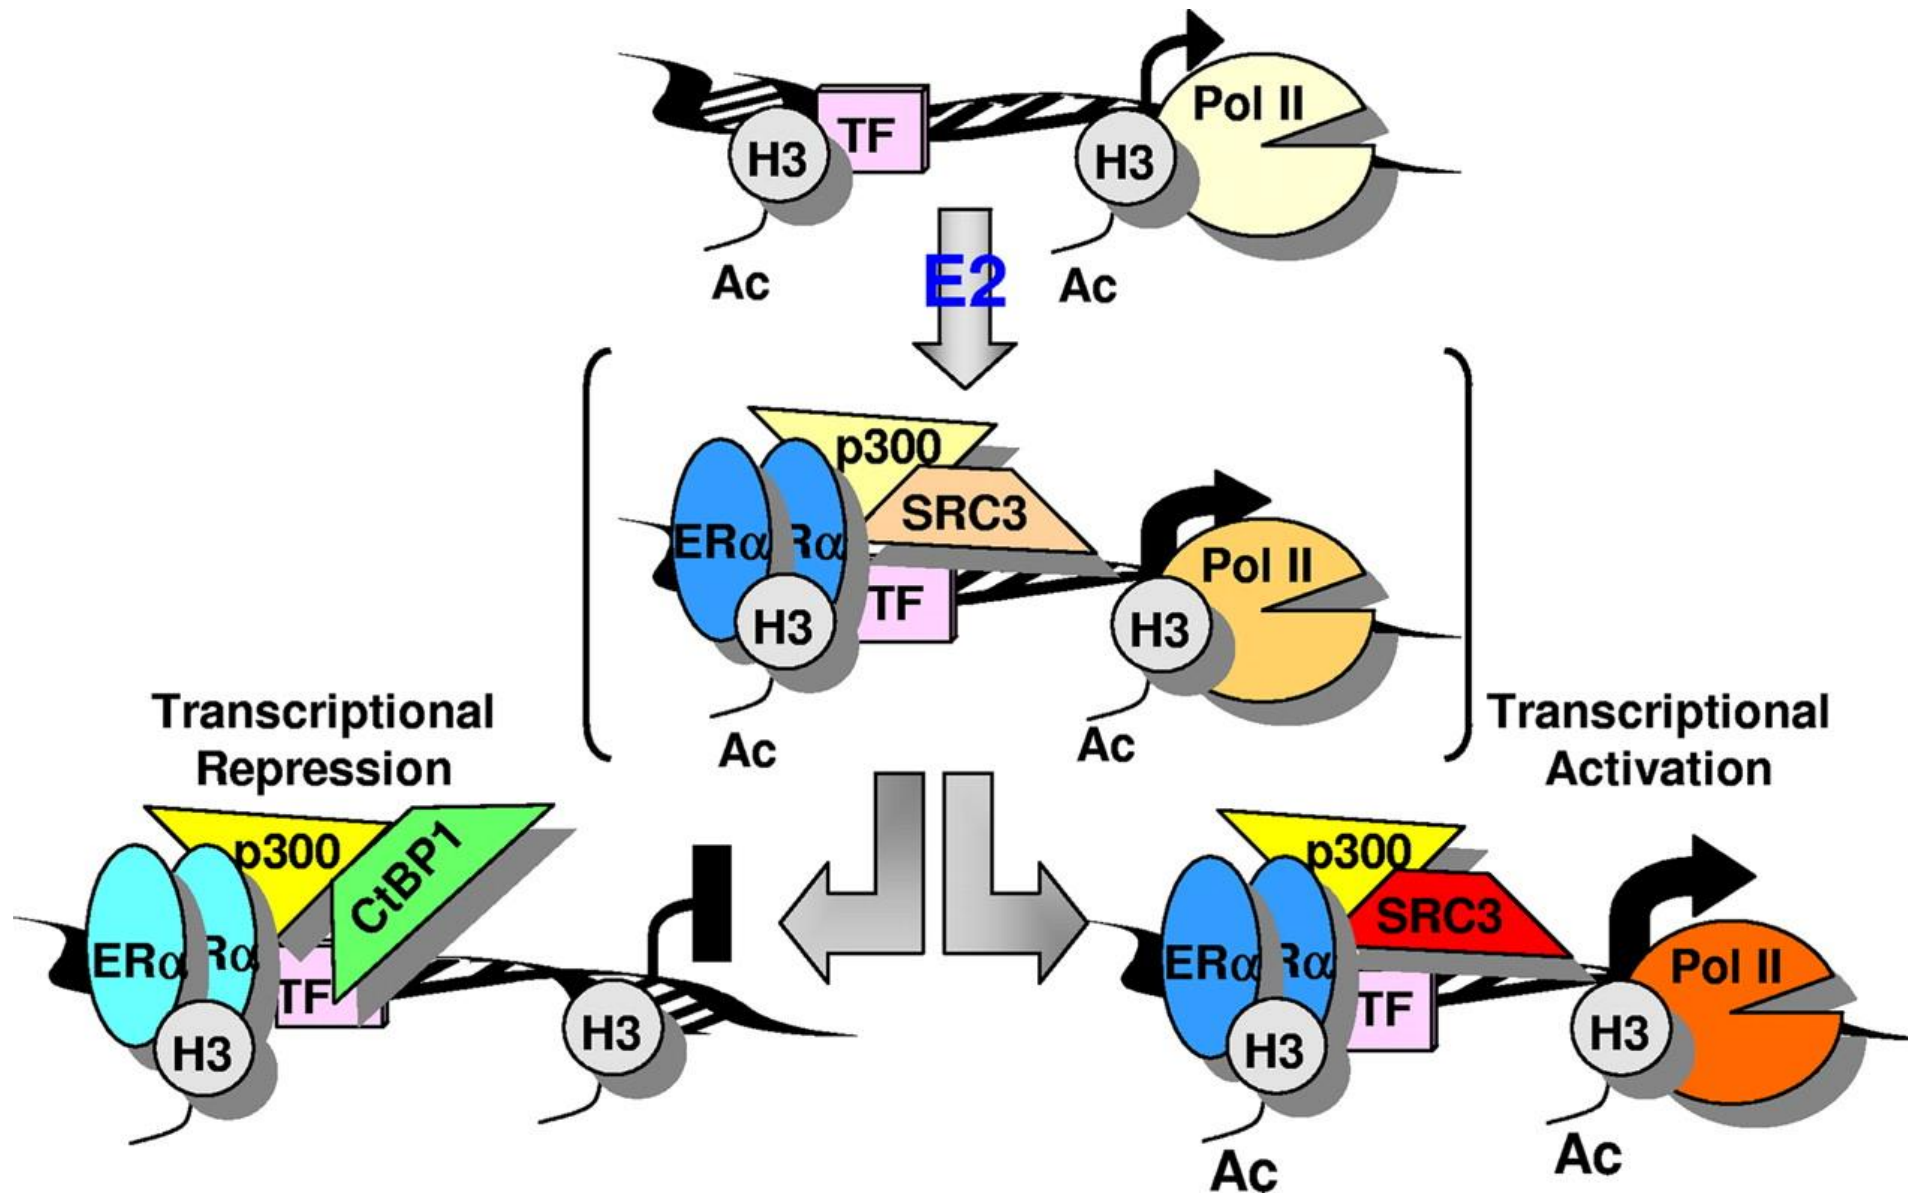 Pol II
TF
H3
H3
Ac
E2
Ac
p300
SRC3
ERα
Rα
Pol II
TF
H3
H3
Ac
Ac
Transcriptional
Repression
Transcriptional
Activation
p300
CtBP1
ERα
Rα
TF
H3
H3
p300
SRC3
ERα
Rα
Pol II
TF
H3
H3
Ac
Ac